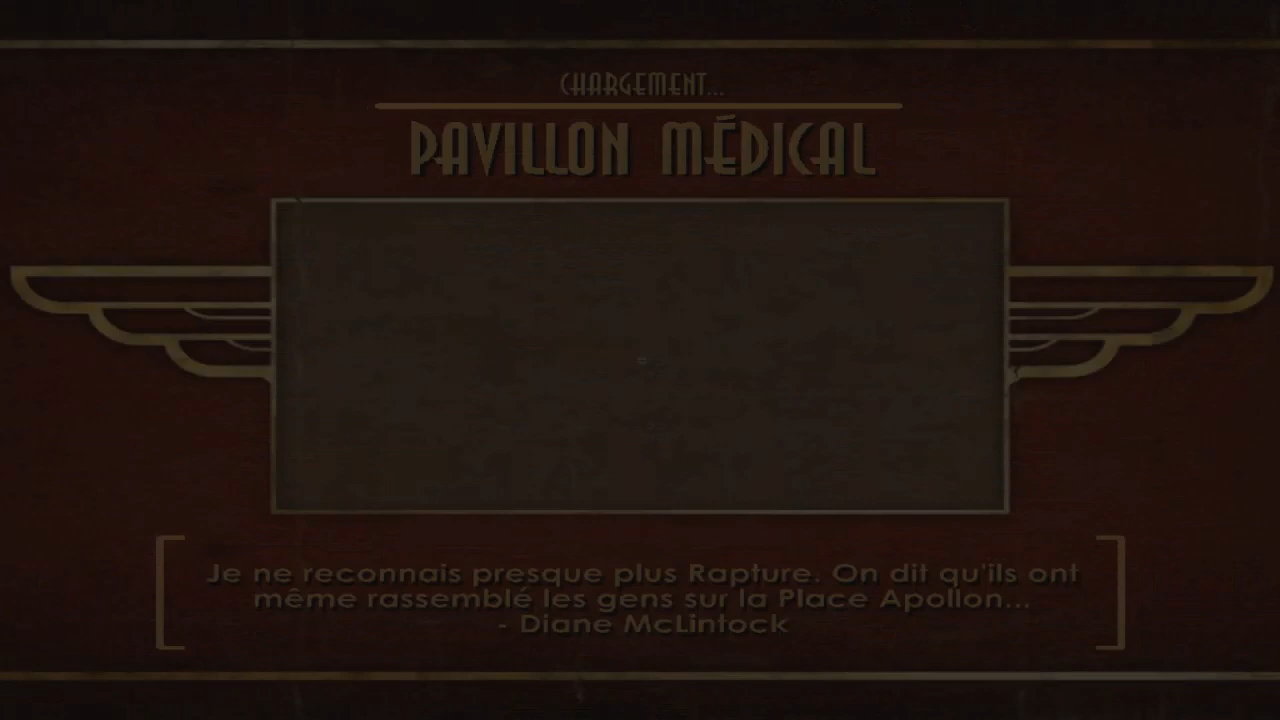 CHARGEMENT...
PAVILLON MÉDICAL
Je ne reconnais presque plus Rapture. On dit qu'ils ont
même rassemblé les gens sur la Place Apollon...
- Diane McLintock